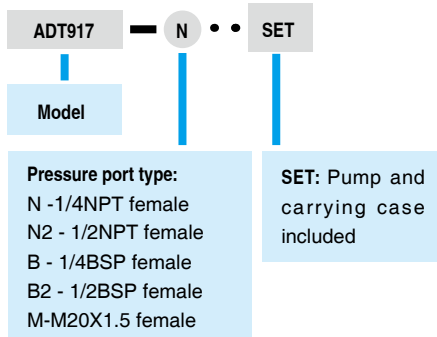 ADT917 — N • • SET
Model
Pressure port type:
N -1/4NPT female
N2 - 1/2NPT female
B - 1/4BSP female
B2 - 1/2BSP female
M-M20X1.5 female
SET: Pump and
carrying case
included